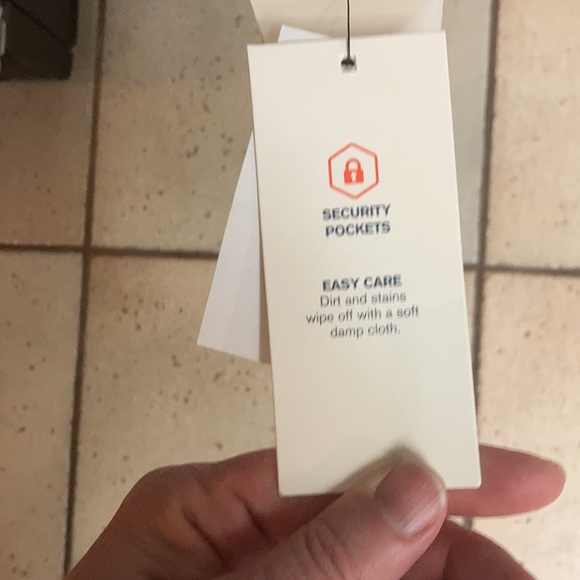 SECURITY
POCKETS
EASY CARE
Dirt and stains
wipe off with a soft
damp cloth.